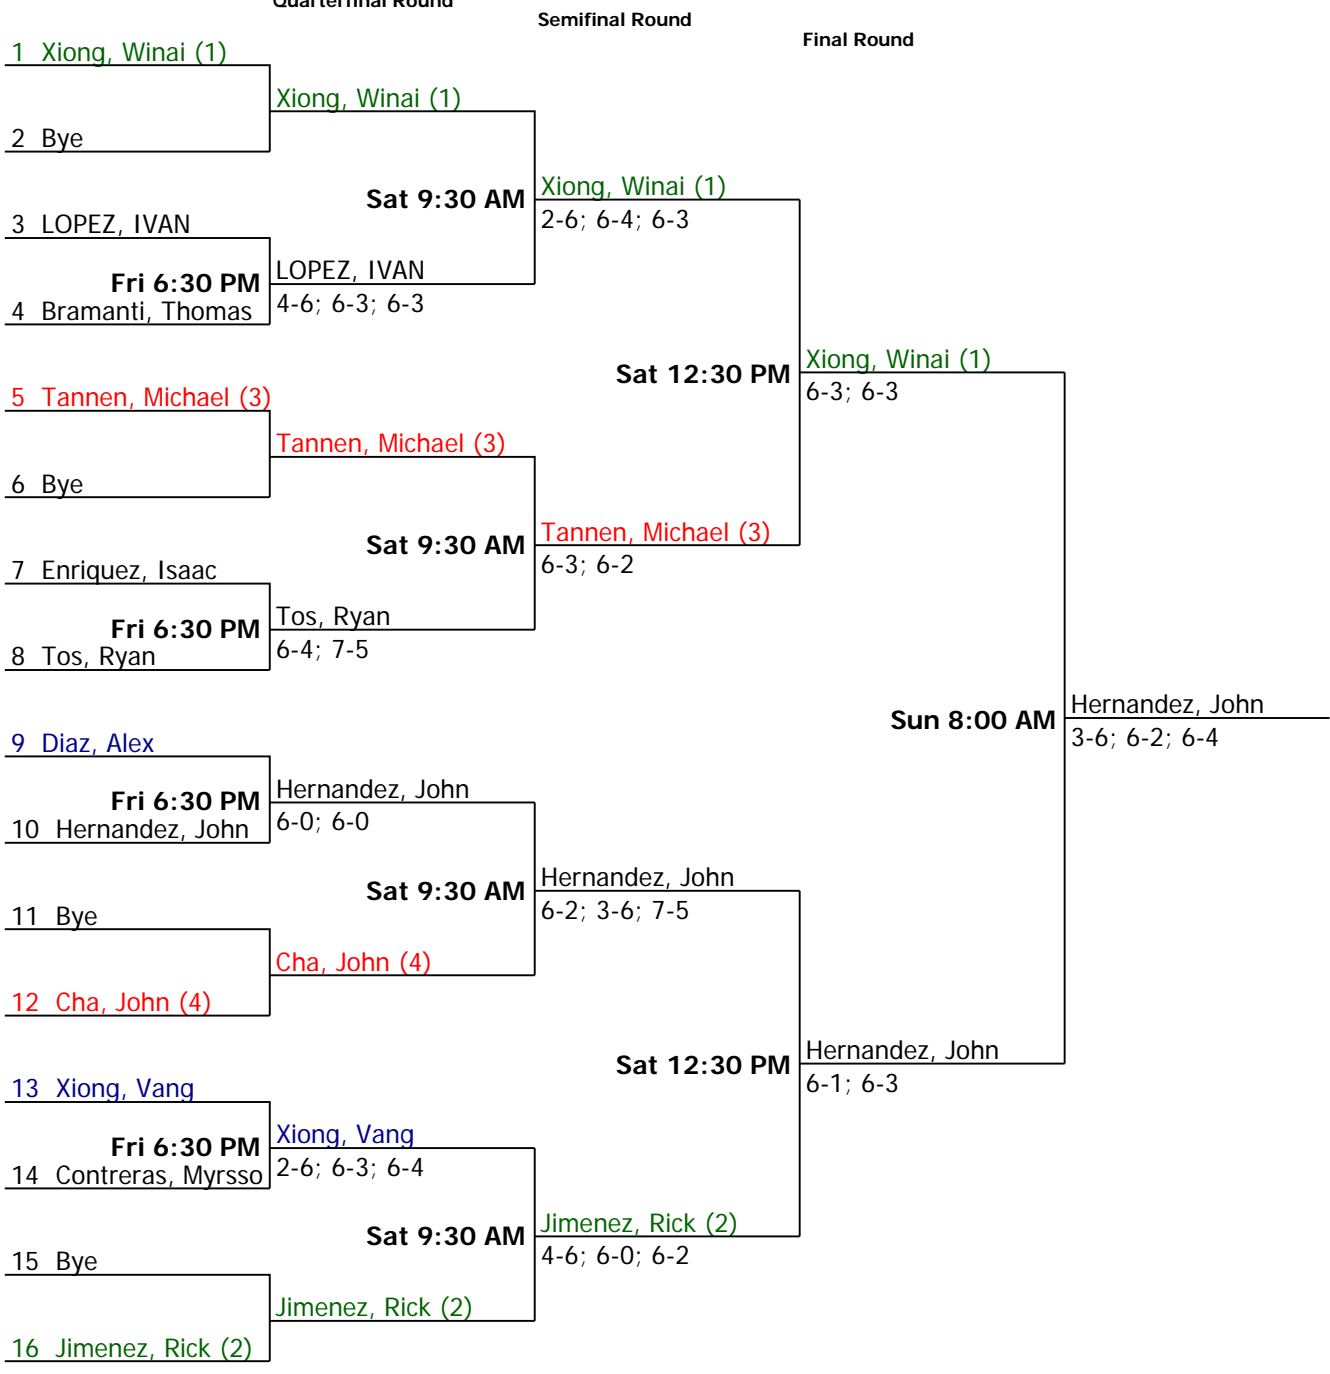 Quarterfinal Round
Semifinal Round
Final Round
1 Xiong, Winai (1)
Xiong, Winai (1)
2 Bye
Sat 9:30 AM
Xiong, Winai (1)
2-6; 6-4; 6-3
3 LOPEZ, IVAN
Fri 6:30 PM
LOPEZ, IVAN
4-6; 6-3; 6-3
4 Bramanti, Thomas
Sat 12:30 PM
Xiong, Winai (1)
6-3; 6-3
5 Tannen, Michael (3)
Tannen, Michael (3)
6 Bye
Sat 9:30 AM
Tannen, Michael (3)
6-3; 6-2
7 Enriquez, Isaac
Fri 6:30 PM
Tos, Ryan
6-4; 7-5
8 Tos, Ryan
Sun 8:00 AM
Hernandez, John
3-6; 6-2; 6-4
9 Diaz, Alex
Fri 6:30 PM
Hernandez, John
6-0; 6-0
10 Hernandez, John
Sat 9:30 AM
Hernandez, John
6-2; 3-6; 7-5
11 Bye
Cha, John (4)
12 Cha, John (4)
Sat 12:30 PM
Hernandez, John
6-1; 6-3
13 Xiong, Vang
Fri 6:30 PM
Xiong, Vang
2-6; 6-3; 6-4
14 Contreras, Myrsso
Sat 9:30 AM
Jimenez, Rick (2)
4-6; 6-0; 6-2
15 Bye
Jimenez, Rick (2)
16 Jimenez, Rick (2)